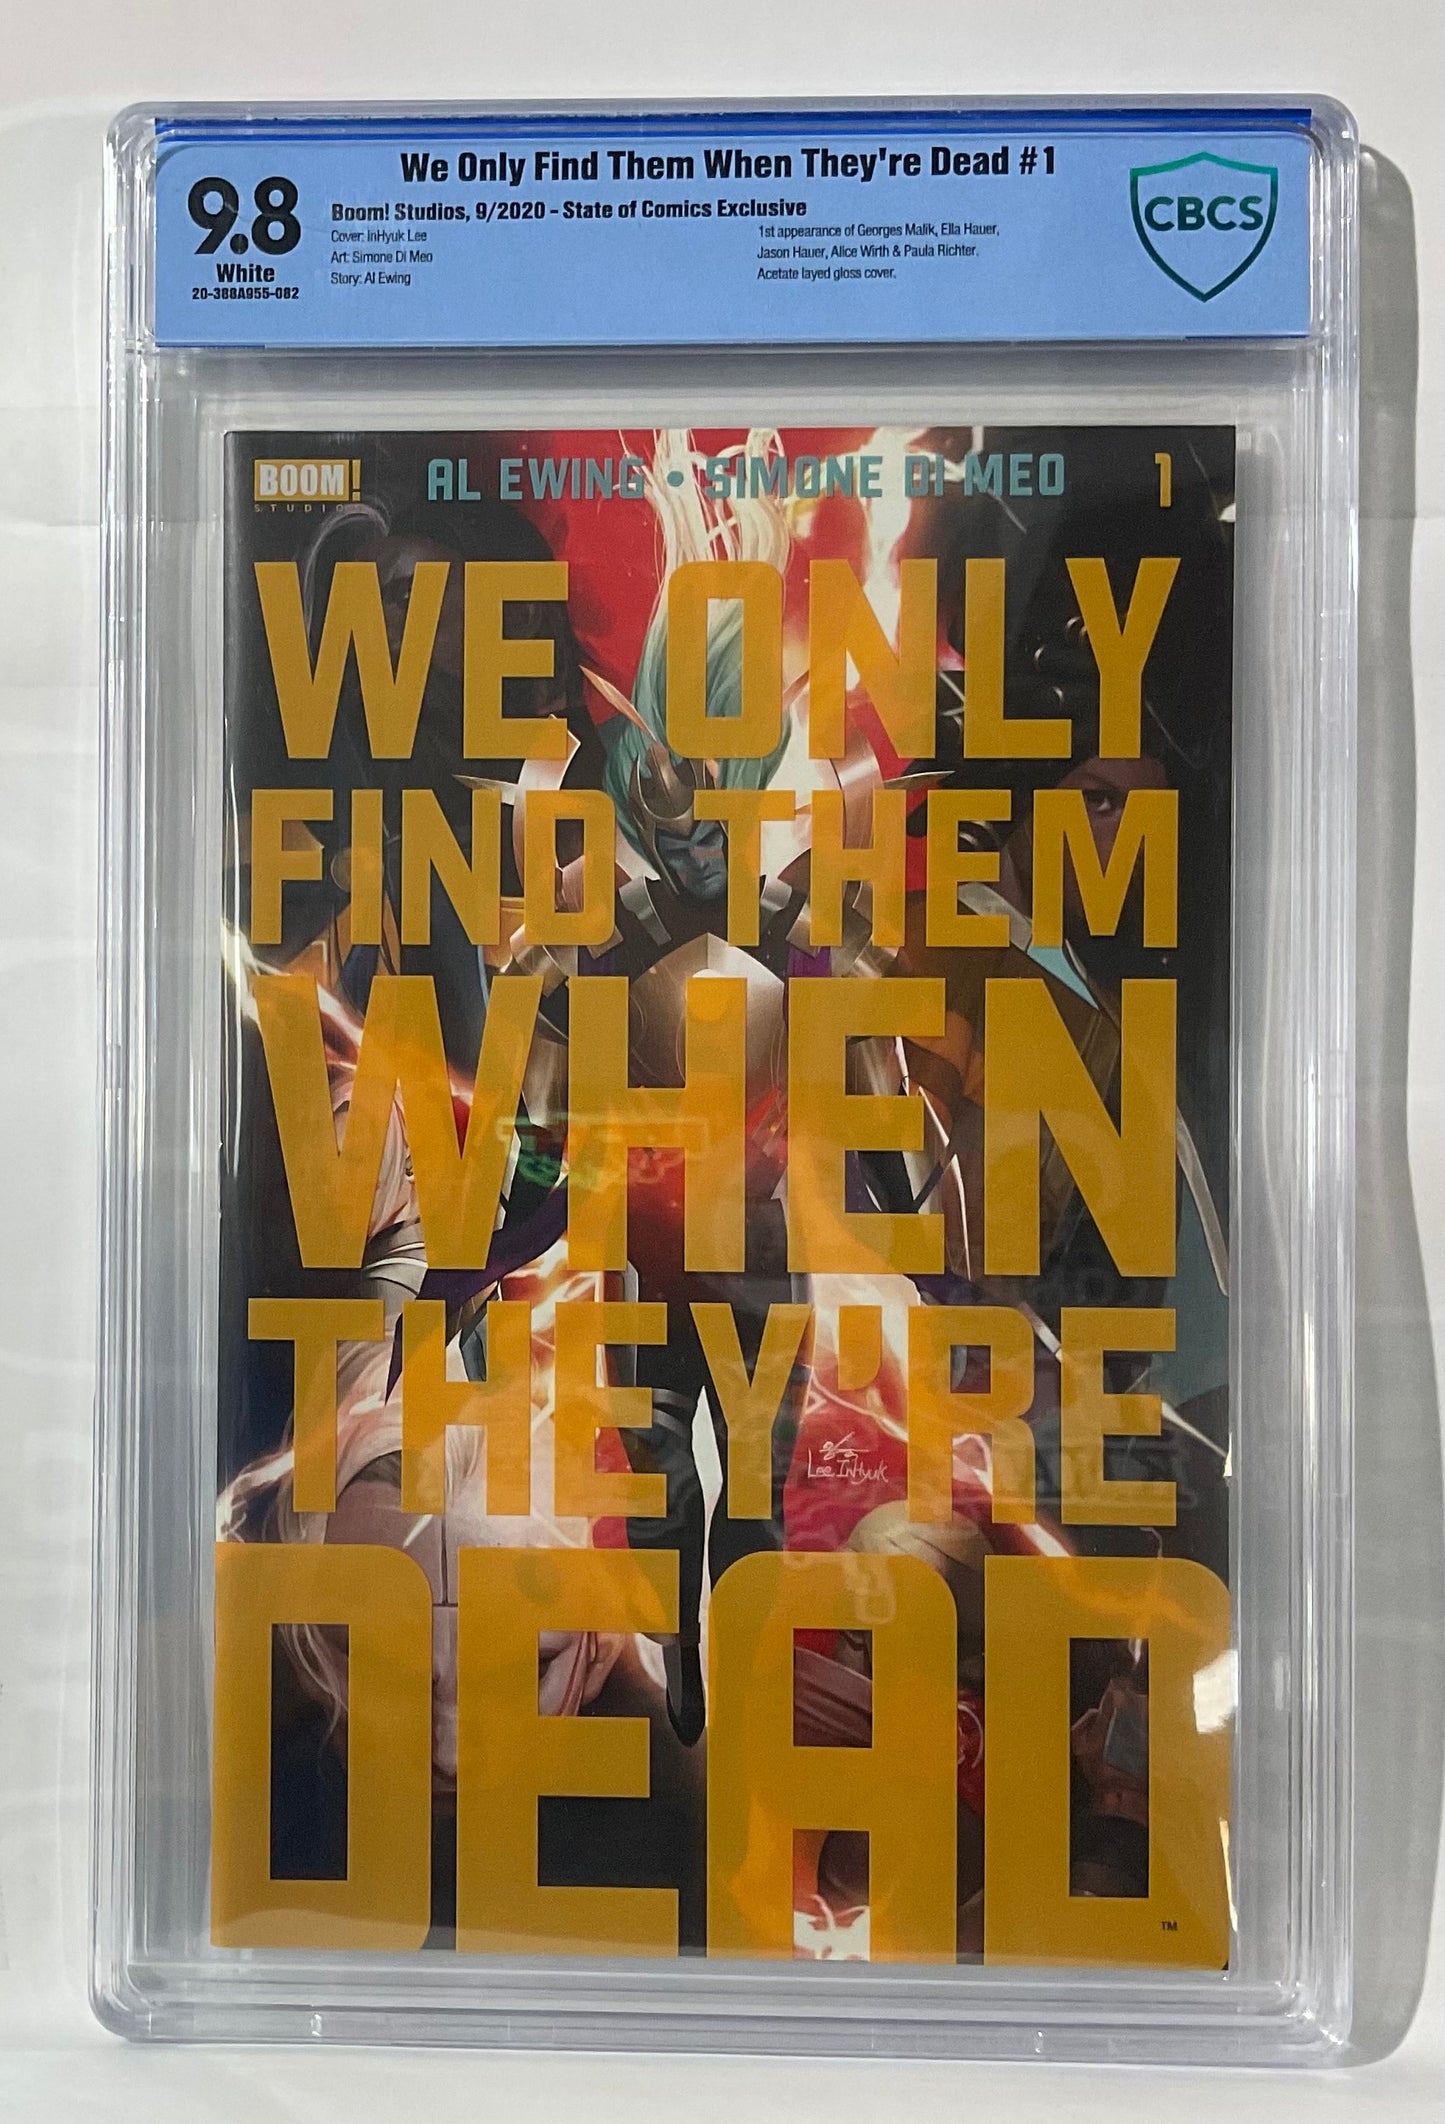 We Only Find Them When They're Dead #1
9.8
White
20-388A955-082
Boom! Studios, 9/2020 - State of Comics Exclusive
Cover: InHyuk Lee
Art: Simone Di Meo
Story: Al Ewing
1st appearance of Georges Malik, Ella Hauer,
Jason Hauer, Alice Wirth & Paula Richter.
Acetate layed gloss cover.
CBCS
BOOM!
STUDIOS
AL EWING • SIMONE DI MEO
1
WE ONLY
FIND THEM
WHEN
THEY'RE
DEAD
Lee InHyuk
TM